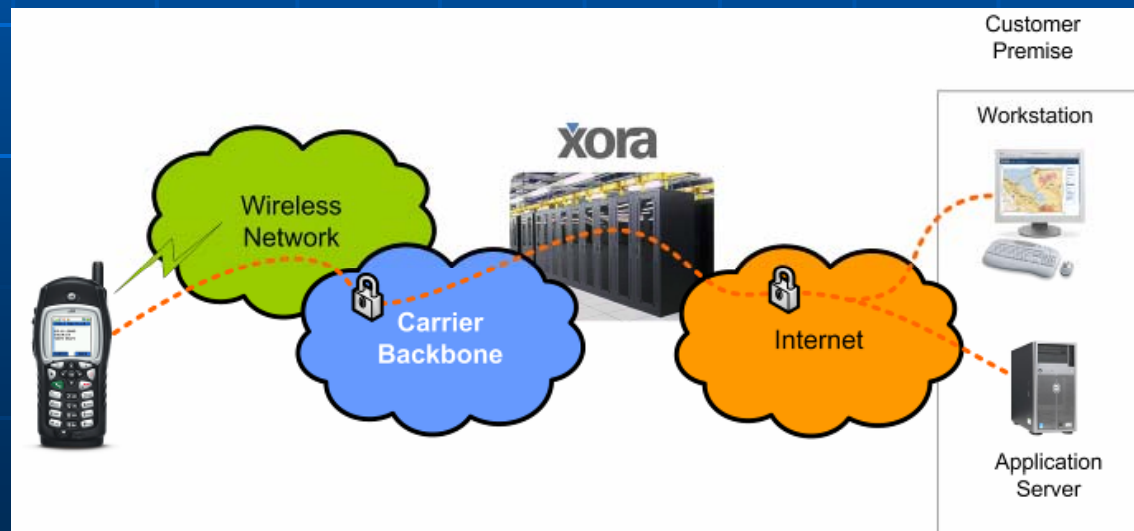 Customer
Premise
Workstation
xora
Wireless
Network
Carrier
Backbone
Internet
Application
Server